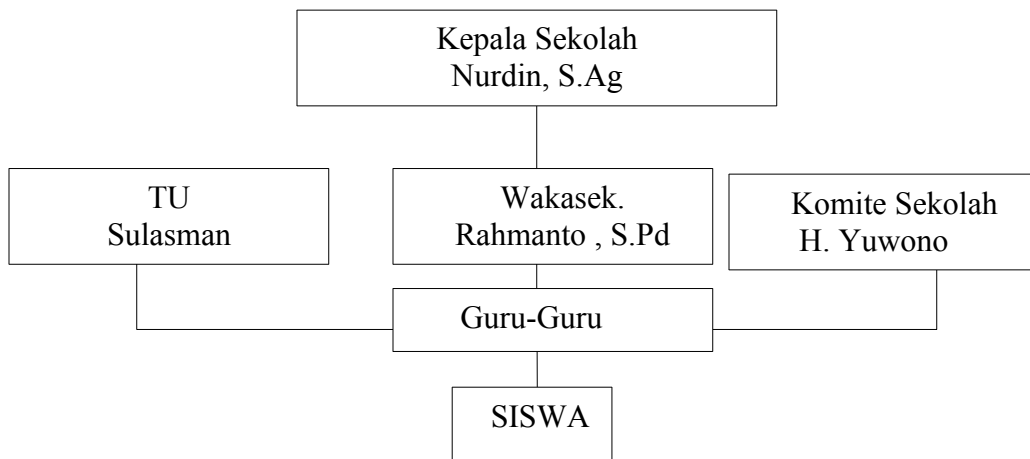 Kepala Sekolah
Nurdin, S.Ag
TU
Sulasman
Wakasek.
Rahmanto , S.Pd
Komite Sekolah
H. Yuwono
Guru-Guru
SISWA